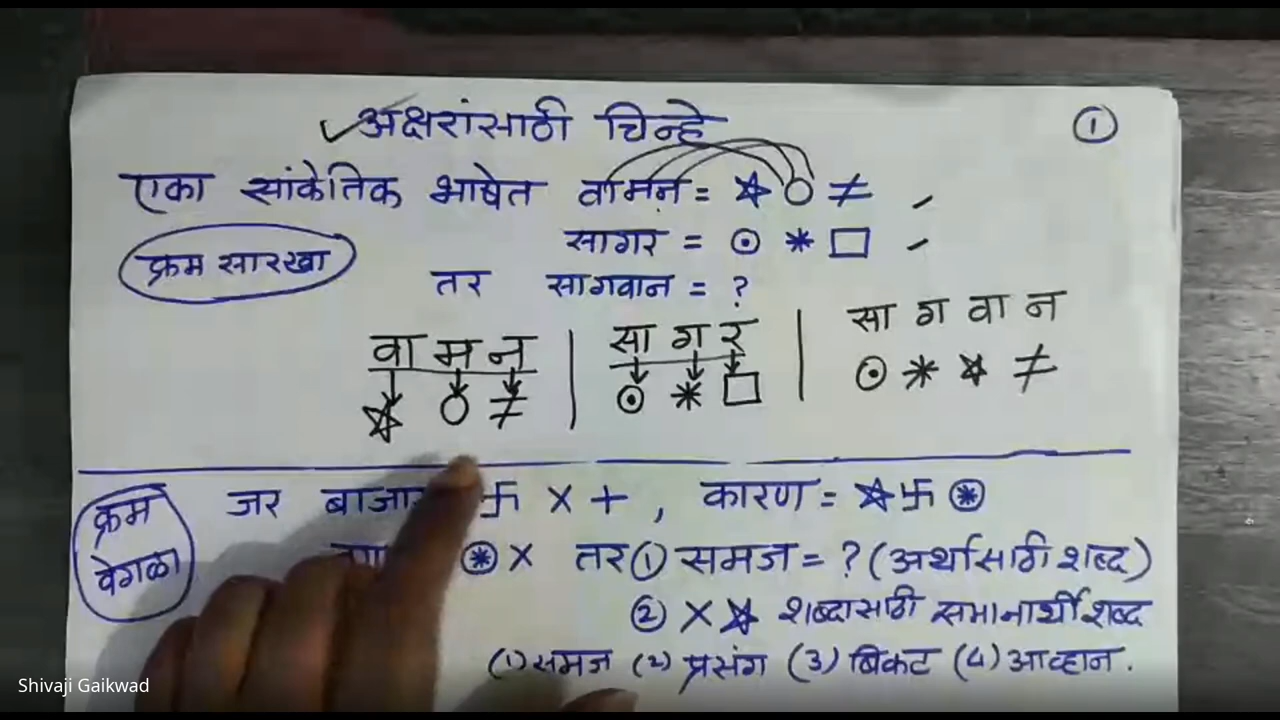 अक्षरांसाठी चिन्हे ①
एका सांकेतिक भाषेत वामन = ☆ ○ ≠
क्रम सारखा
सागर = ⊙ * □
तर सागवान = ?
वा म न | सा ग र | सा ग वा न
☆ ○ ≠ | ⊙ * □ | ⊙ * ☆ ≠
क्रम वेगळा
जर 卐 × + , कारण = ☆ 卐 ⊛
⊛ × तर ① समज = ? (अर्थासाठी शब्द)
② × ☆ शब्दासाठी समानार्थी शब्द
(1) समज (2) प्रसंग (3) बिकट (4) आव्हान.
Shivaji Gaikwad